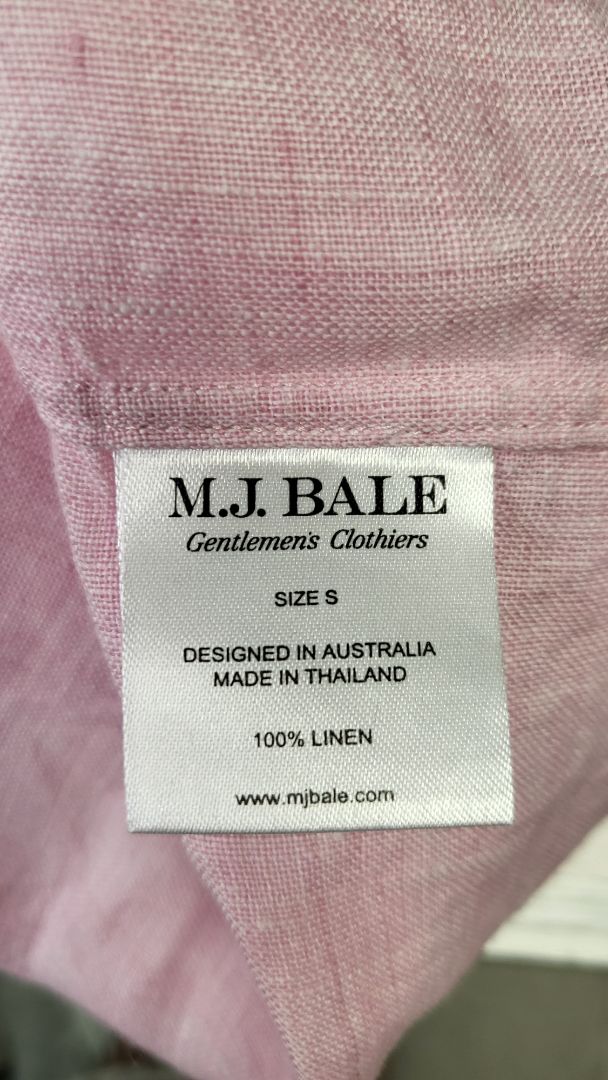 M.J. BALE
Gentlemen's Clothiers
SIZE S
DESIGNED IN AUSTRALIA
MADE IN THAILAND
100% LINEN
www.mjbale.com